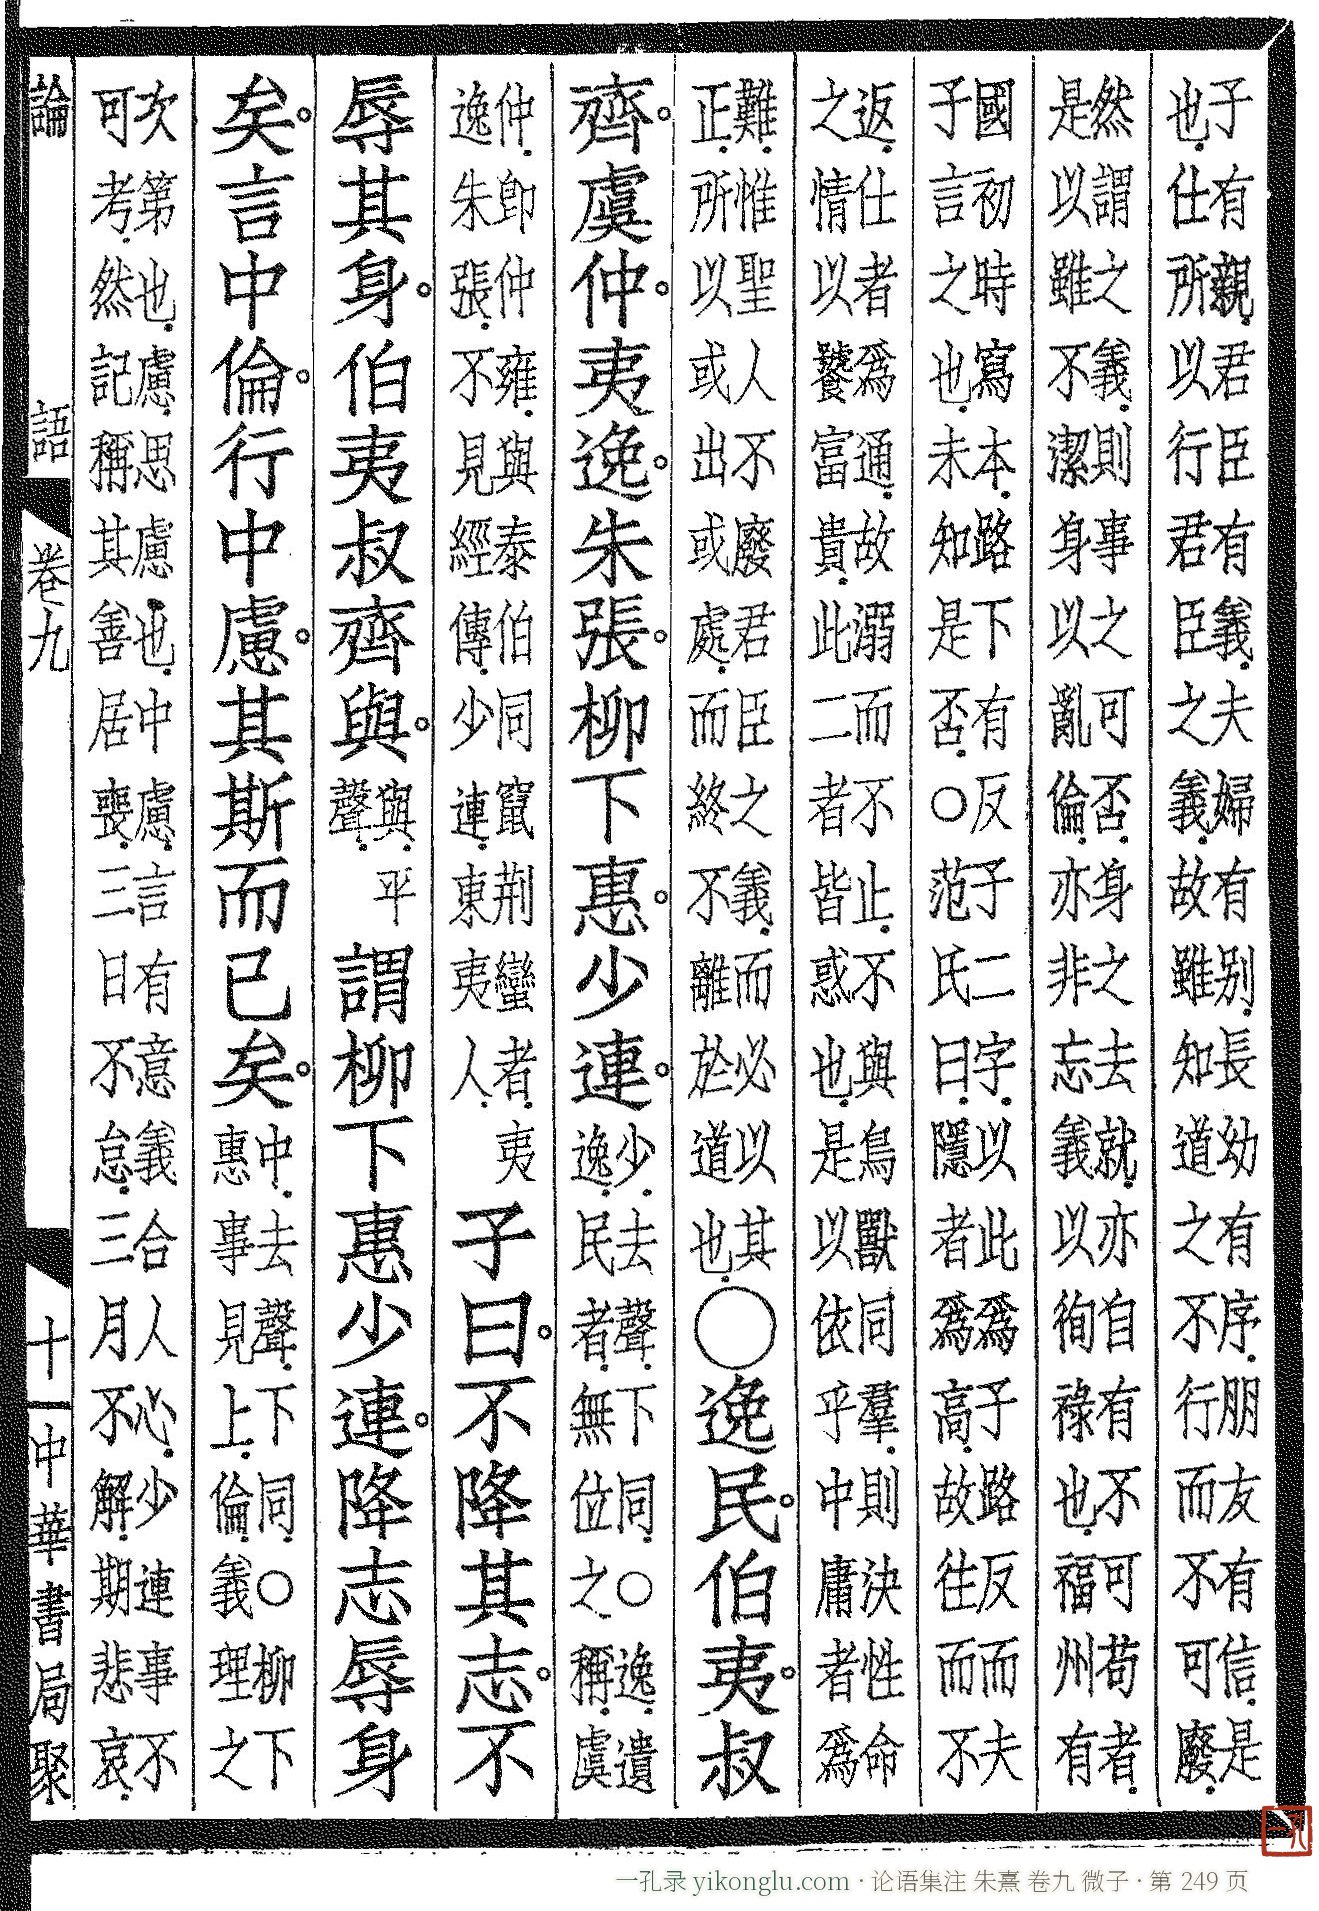 子有親。君臣有義。夫婦有别。長幼有序。朋友有信。是
也。仕所以行君臣之義。故雖知道之不行而不可廢。
然謂之義。則事之可否。身之去就。亦自有不可苟者。
是以雖不潔身以亂倫。亦非忘義以徇祿也。福州有
國初時寫本。路下有反子二字。以此爲子路反而夫
子言之也。未知是否。○范氏曰。隱者爲高。故往而不
返。仕者爲通。故溺而不止。不與鳥獸同羣。則決性命
之情以饕富貴。此二者皆惑也。是以依乎中庸者爲
難。惟聖人不廢君臣之義。而必以其
正。所以或出或處。而終不離於道也。
○逸民。伯夷。叔
齊。虞仲。夷逸。朱張。柳下惠。少連。
少。去聲。下同。○逸。遺
逸。民者。無位之稱。虞
仲。卽仲雍。與泰伯同竄荆蠻者。夷
逸。朱張。不見經傳。少連。東夷人。
子曰。不降其志。不
辱其身。伯夷叔齊與。
與。平
聲。
謂柳下惠少連。降志辱身
矣。言中倫。行中慮。其斯而已矣。
中。去聲。下同。○柳下
惠事見上。倫。義理之
次第也。慮。思慮也。中慮。言有意義合人心。少連事不
可考。然記稱其善居喪。三日不怠。三月不解。期悲哀。
論語
卷九
十一
中華書局聚
一孔
一孔录 yikonglu.com · 论语集注 朱熹 卷九 微子 · 第 249 页